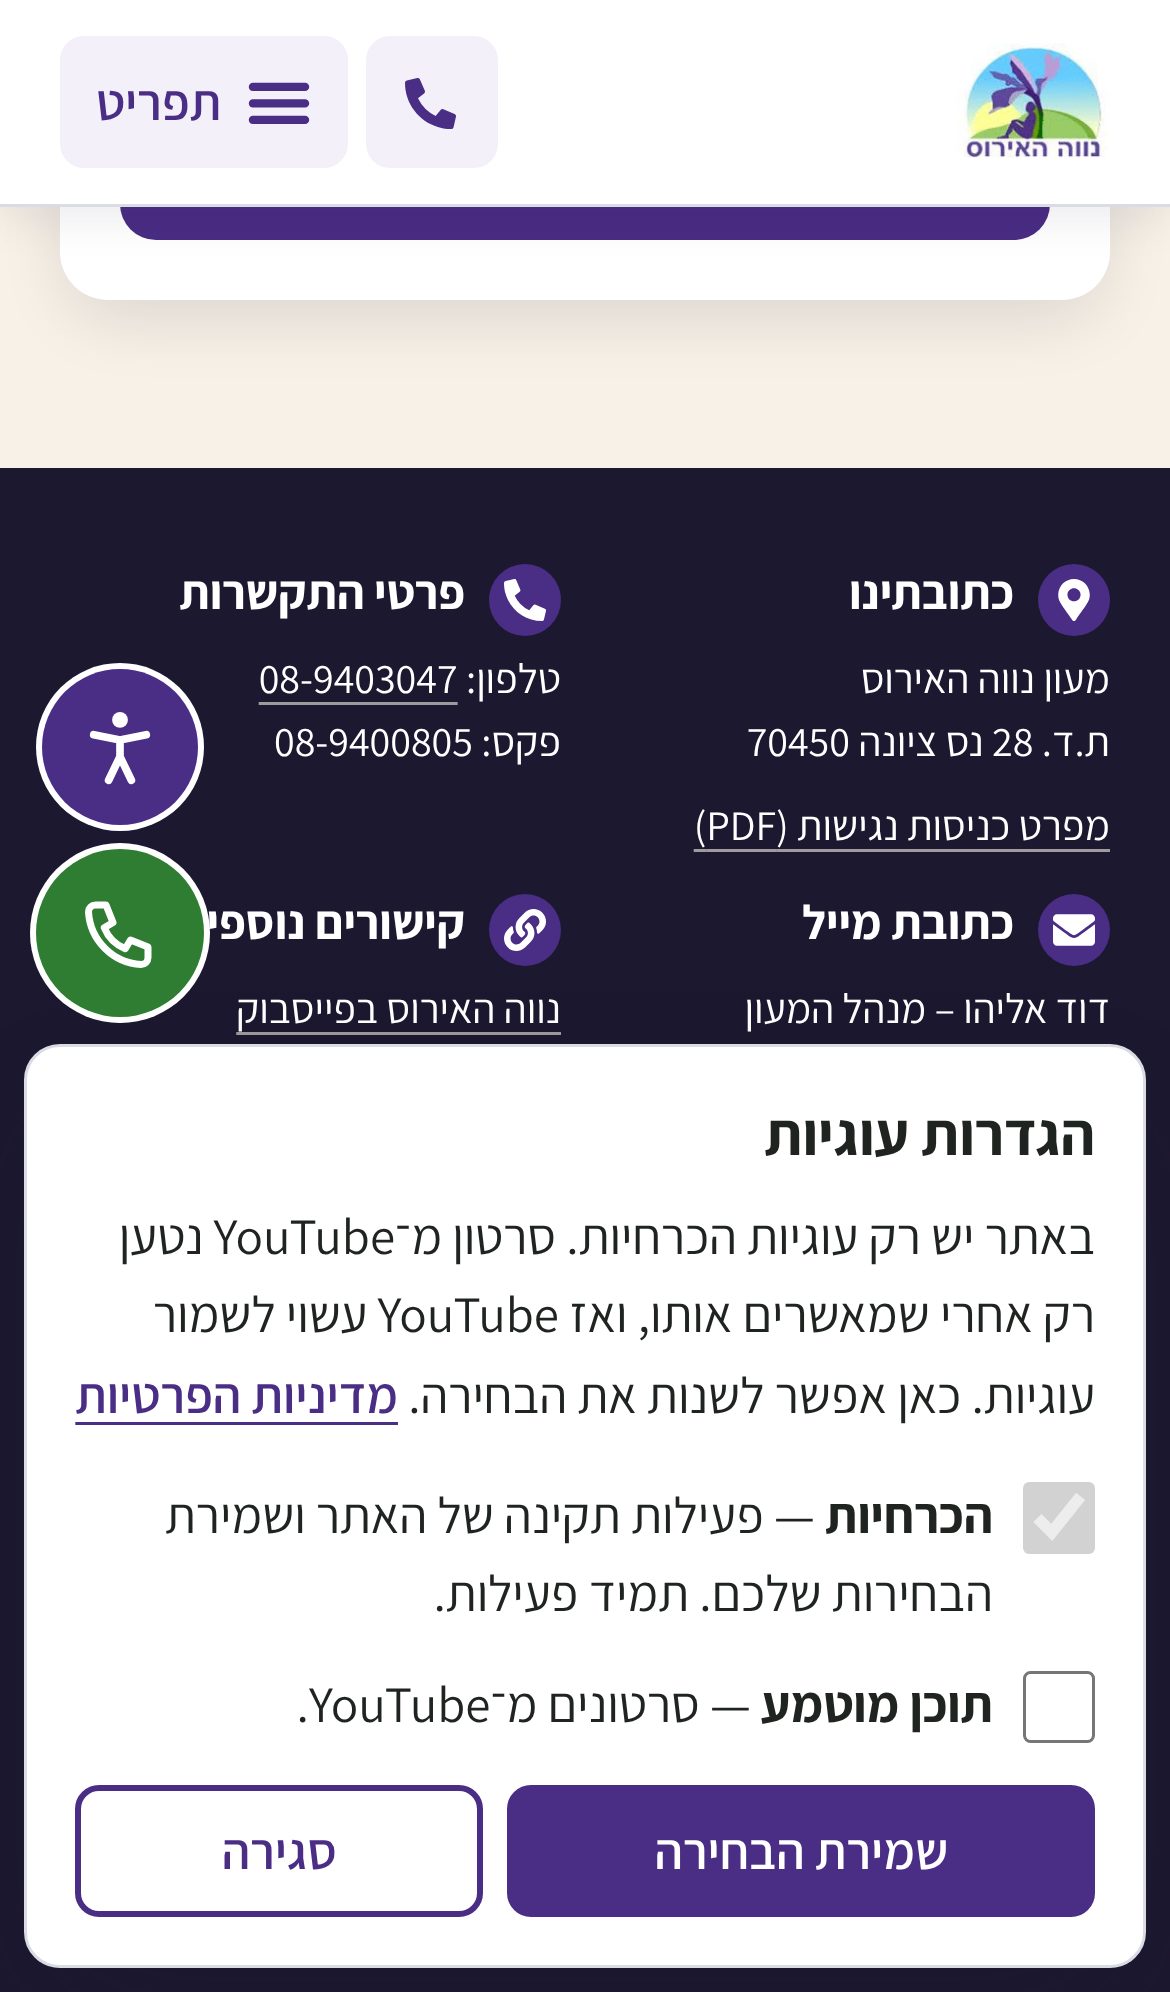 נווה האירוס
תפריט
כתובתינו
מעון נווה האירוס
ת.ד. 28 נס ציונה 70450
מפרט כניסות נגישות (PDF)
פרטי התקשרות
טלפון: 08-9403047
פקס: 08-9400805
כתובת מייל
דוד אליהו – מנהל המעון
קישורים נוספי
נווה האירוס בפייסבוק
הגדרות עוגיות
באתר יש רק עוגיות הכרחיות. סרטון מ־YouTube נטען
רק אחרי שמאשרים אותו, ואז YouTube עשוי לשמור
עוגיות. כאן אפשר לשנות את הבחירה. מדיניות הפרטיות
הכרחיות — פעילות תקינה של האתר ושמירת
הבחירות שלכם. תמיד פעילות.
תוכן מוטמע — סרטונים מ־YouTube.
שמירת הבחירה
סגירה